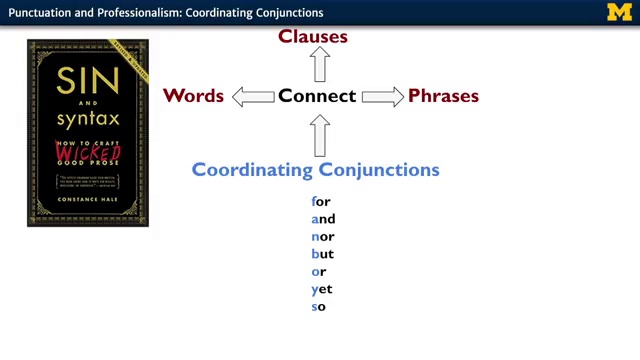 Punctuation and Professionalism: Coordinating Conjunctions
M
Clauses
Words
Connect
Phrases
Coordinating Conjunctions
for
and
nor
but
or
yet
so
SIN
AND
syntax
HOW TO CRAFT
WICKED
GOOD PROSE
CONSTANCE HALE